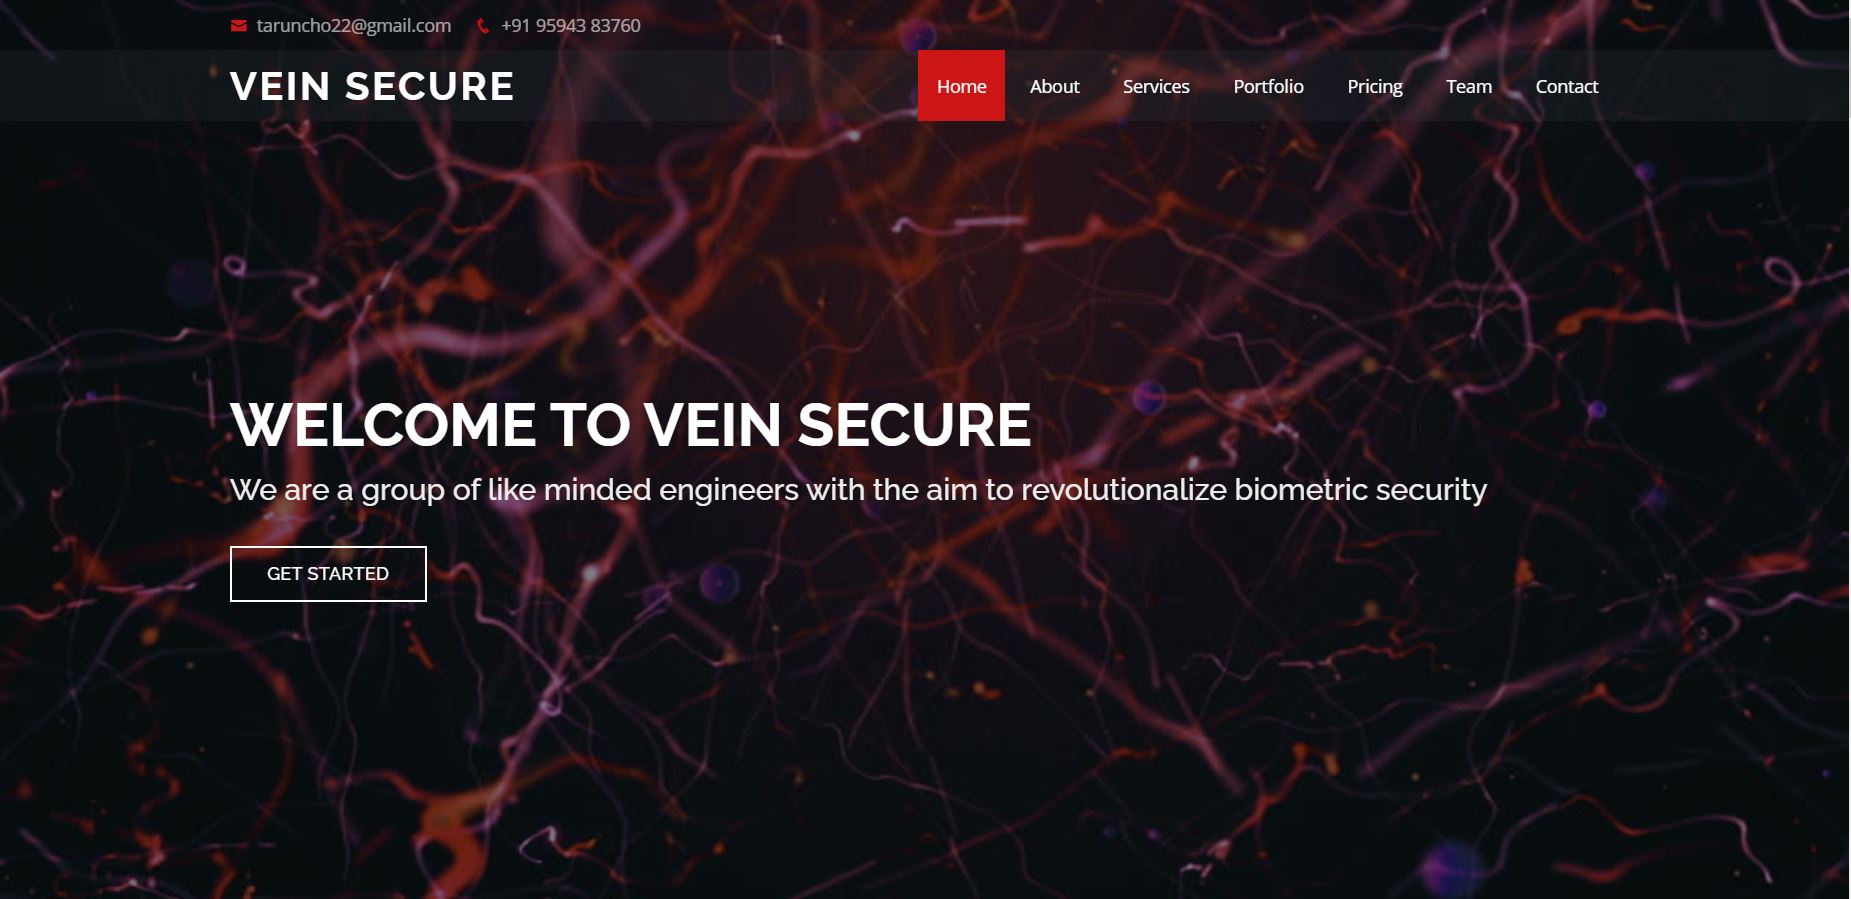 taruncho22@gmail.com +91 95943 83760
VEIN SECURE Home About Services Portfolio Pricing Team Contact
WELCOME TO VEIN SECURE
We are a group of like minded engineers with the aim to revolutionalize biometric security
GET STARTED